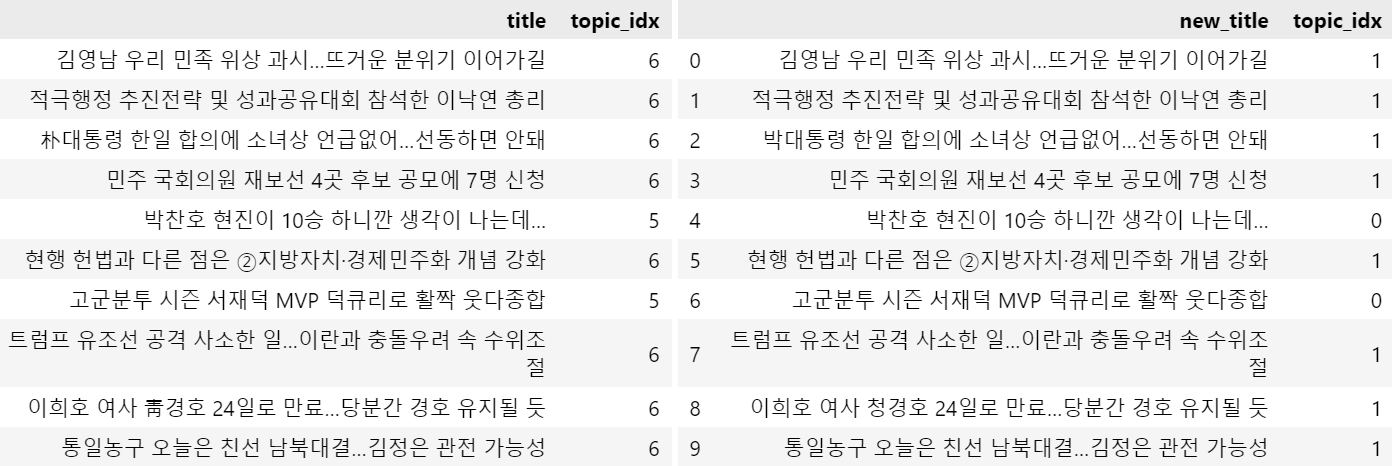 title topic_idx new_title topic_idx
김영남 우리 민족 위상 과시…뜨거운 분위기 이어가길 6 0 김영남 우리 민족 위상 과시…뜨거운 분위기 이어가길 1
적극행정 추진전략 및 성과공유대회 참석한 이낙연 총리 6 1 적극행정 추진전략 및 성과공유대회 참석한 이낙연 총리 1
朴대통령 한일 합의에 소녀상 언급없어…선동하면 안돼 6 2 박대통령 한일 합의에 소녀상 언급없어…선동하면 안돼 1
민주 국회의원 재보선 4곳 후보 공모에 7명 신청 6 3 민주 국회의원 재보선 4곳 후보 공모에 7명 신청 1
박찬호 현진이 10승 하니깐 생각이 나는데… 5 4 박찬호 현진이 10승 하니깐 생각이 나는데… 0
현행 헌법과 다른 점은 ②지방자치·경제민주화 개념 강화 6 5 현행 헌법과 다른 점은 ②지방자치·경제민주화 개념 강화 1
고군분투 시즌 서재덕 MVP 덕큐리로 활짝 웃다종합 5 6 고군분투 시즌 서재덕 MVP 덕큐리로 활짝 웃다종합 0
트럼프 유조선 공격 사소한 일…이란과 충돌우려 속 수위조 6 7 트럼프 유조선 공격 사소한 일…이란과 충돌우려 속 수위조 1
절 절
이희호 여사 靑경호 24일로 만료…당분간 경호 유지될 듯 6 8 이희호 여사 청경호 24일로 만료…당분간 경호 유지될 듯 1
통일농구 오늘은 친선 남북대결…김정은 관전 가능성 6 9 통일농구 오늘은 친선 남북대결…김정은 관전 가능성 1